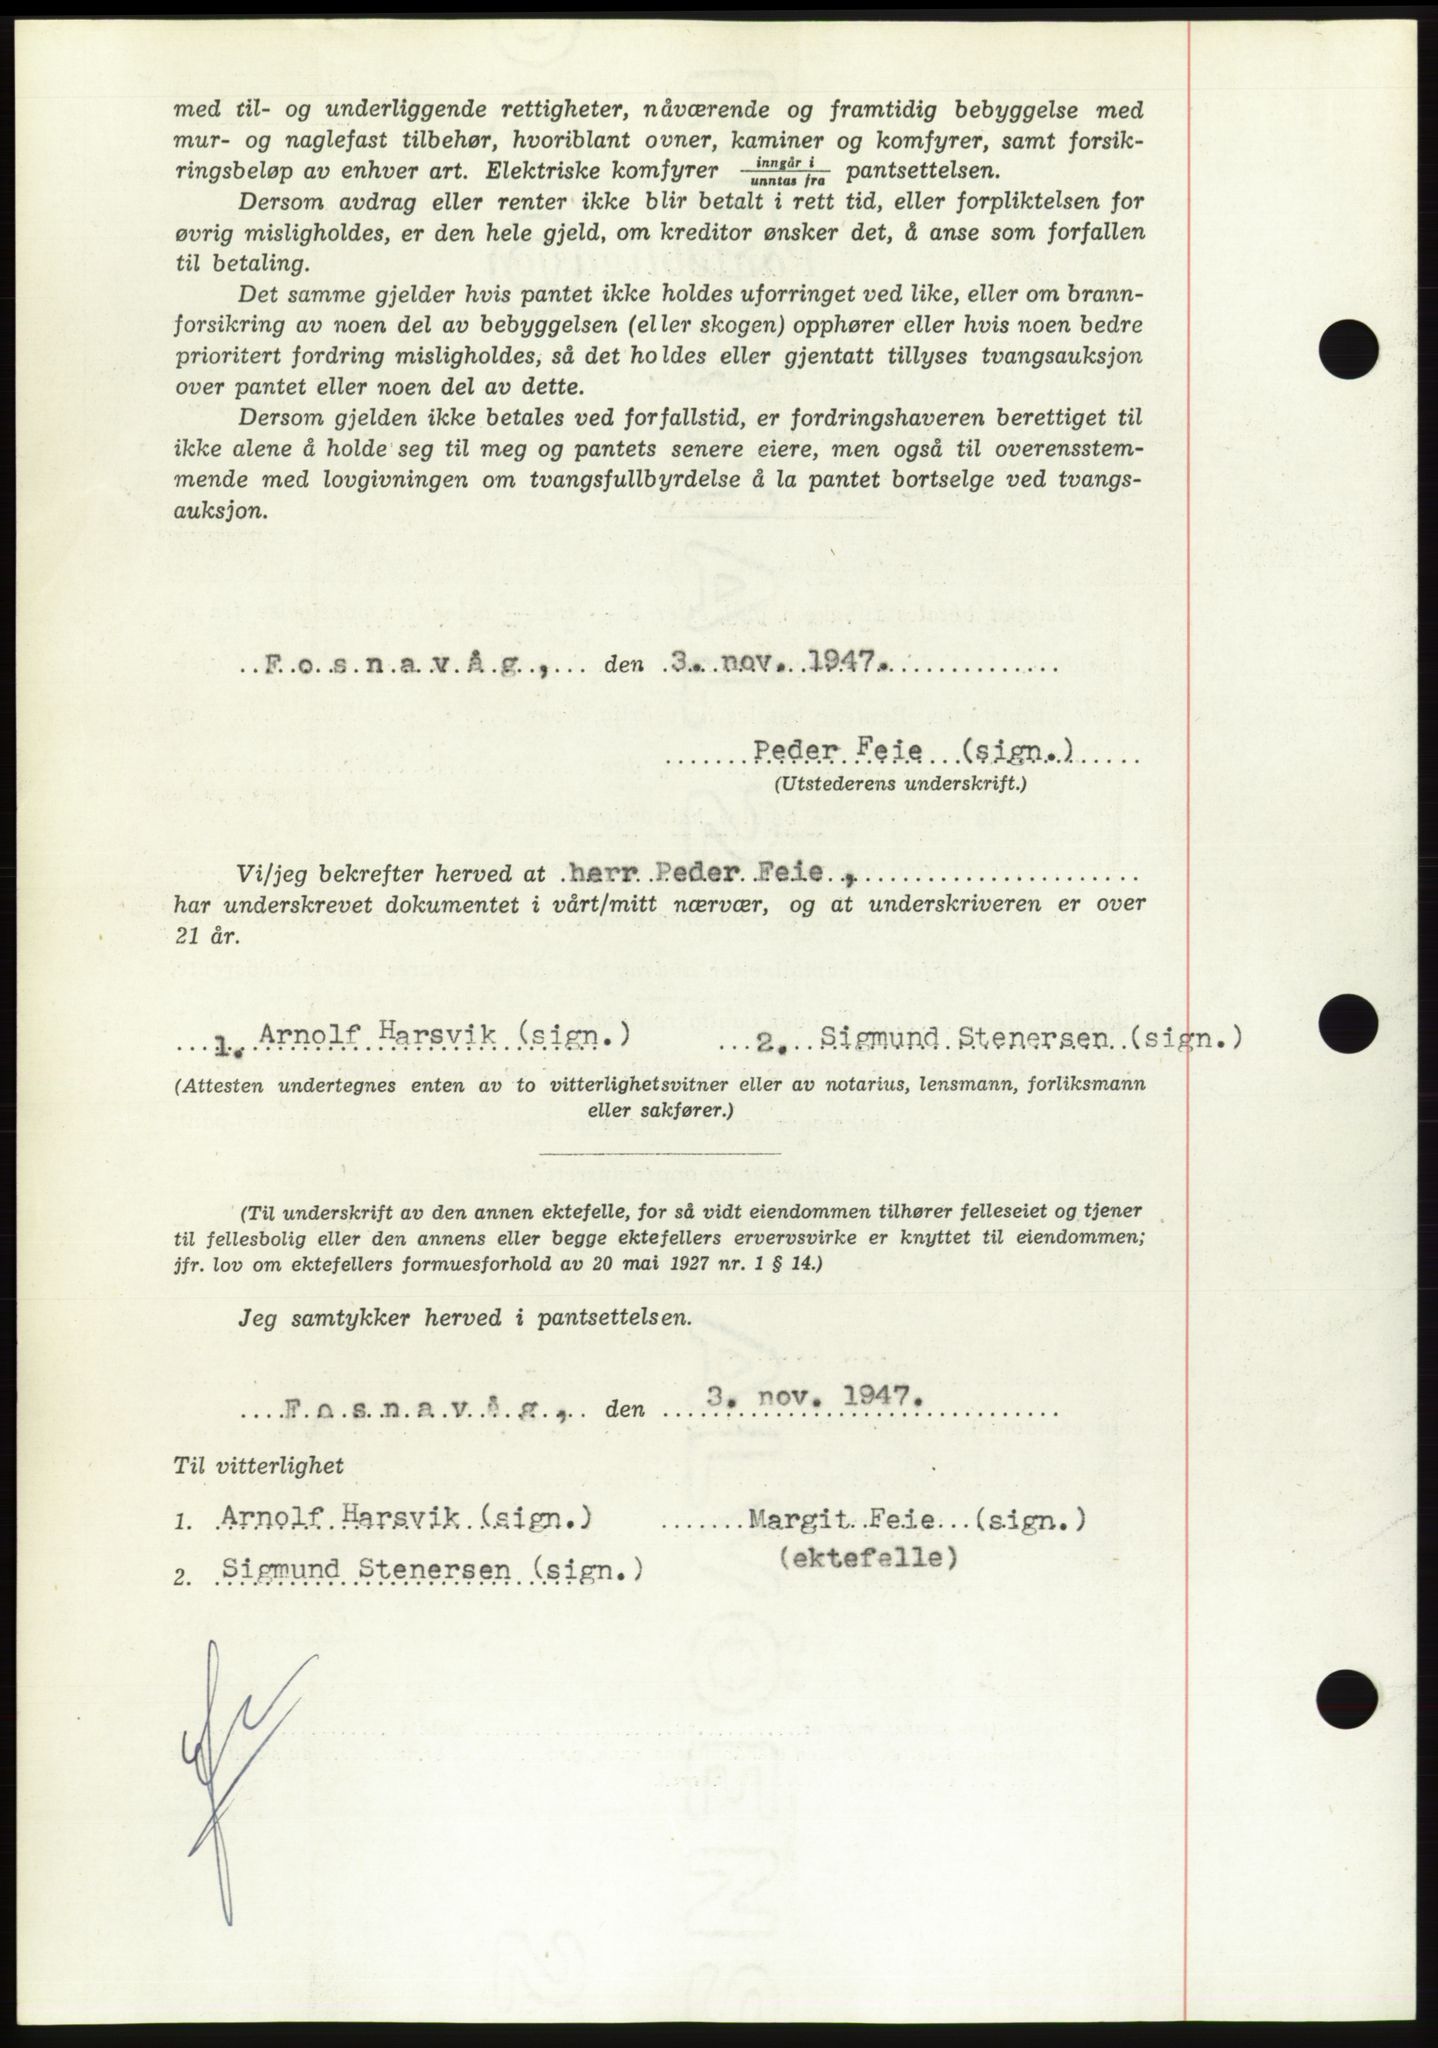 med til- og underliggende rettigheter, nåværende og framtidig bebyggelse med
mur- og naglefast tilbehør, hvoriblant ovner, kaminer og komfyrer, samt forsik-
ringsbeløp av enhver art. Elektriske komfyrer inngår i / unntas fra pantsettelsen.
Dersom avdrag eller renter ikke blir betalt i rett tid, eller forpliktelsen for
øvrig misligholdes, er den hele gjeld, om kreditor ønsker det, å anse som forfallen
til betaling.
Det samme gjelder hvis pantet ikke holdes uforringet ved like, eller om brann-
forsikring av noen del av bebyggelsen (eller skogen) opphører eller hvis noen bedre
prioritert fordring misligholdes, så det holdes eller gjentatt tillyses tvangsauksjon
over pantet eller noen del av dette.
Dersom gjelden ikke betales ved forfallstid, er fordringshaveren berettiget til
ikke alene å holde seg til meg og pantets senere eiere, men også til overensstem-
mende med lovgivningen om tvangsfullbyrdelse å la pantet bortselge ved tvangs-
auksjon.
F o s n a v å g , den 3. nov. 1947.
Peder Feie (sign.)
(Utstederens underskrift.)
Vi/jeg bekrefter herved at herr Peder Feie ,
har underskrevet dokumentet i vårt/mitt nærvær, og at underskriveren er over
21 år.
1. Arnolf Harsvik (sign.) 2. Sigmund Stenersen (sign.)
(Attesten undertegnes enten av to vitterlighetsvitner eller av notarius, lensmann, forliksmann
eller sakfører.)
(Til underskrift av den annen ektefelle, for så vidt eiendommen tilhører felleseiet og tjener
til fellesbolig eller den annens eller begge ektefellers ervervsvirke er knyttet til eiendommen;
jfr. lov om ektefellers formuesforhold av 20 mai 1927 nr. 1 § 14.)
Jeg samtykker herved i pantsettelsen.
F o s n a v å g , den 3. nov. 1947.
Til vitterlighet
1. Arnolf Harsvik (sign.) Margit Feie (sign.)
(ektefelle)
2. Sigmund Stenersen (sign.)